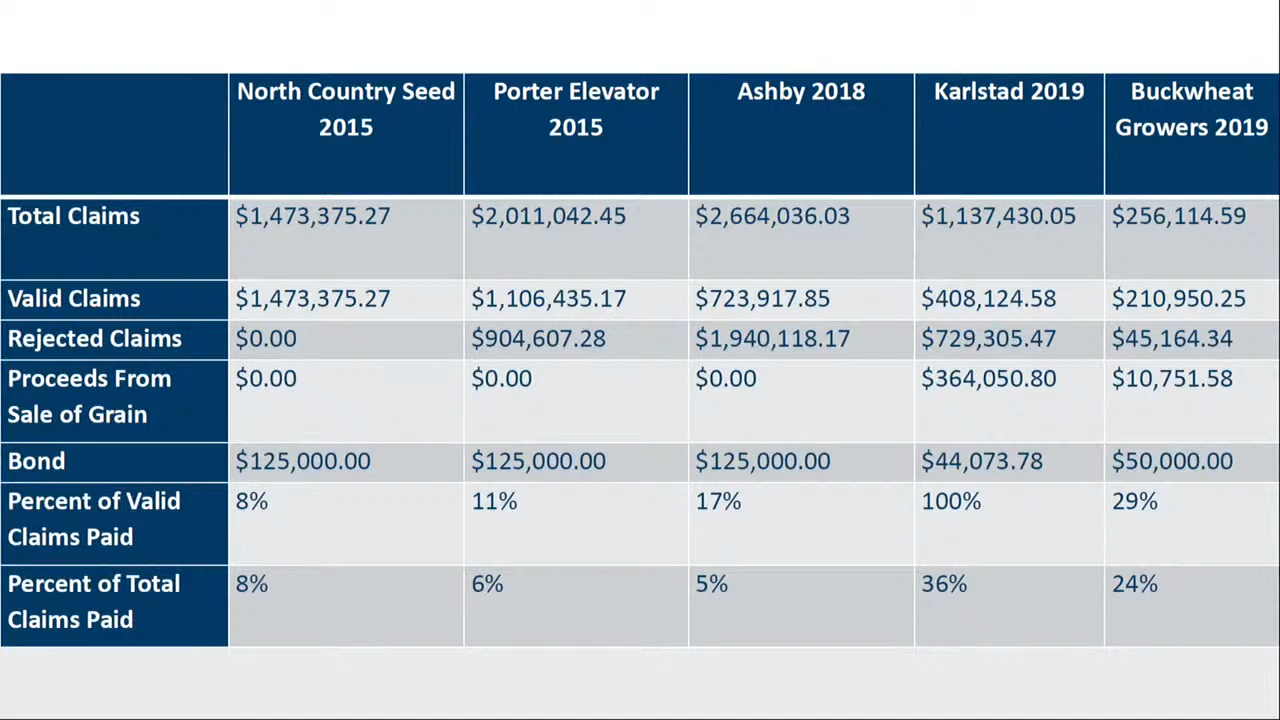 North Country Seed 2015 Porter Elevator 2015 Ashby 2018 Karlstad 2019 Buckwheat Growers 2019
Total Claims $1,473,375.27 $2,011,042.45 $2,664,036.03 $1,137,430.05 $256,114.59
Valid Claims $1,473,375.27 $1,106,435.17 $723,917.85 $408,124.58 $210,950.25
Rejected Claims $0.00 $904,607.28 $1,940,118.17 $729,305.47 $45,164.34
Proceeds From Sale of Grain $0.00 $0.00 $0.00 $364,050.80 $10,751.58
Bond $125,000.00 $125,000.00 $125,000.00 $44,073.78 $50,000.00
Percent of Valid Claims Paid 8% 11% 17% 100% 29%
Percent of Total Claims Paid 8% 6% 5% 36% 24%